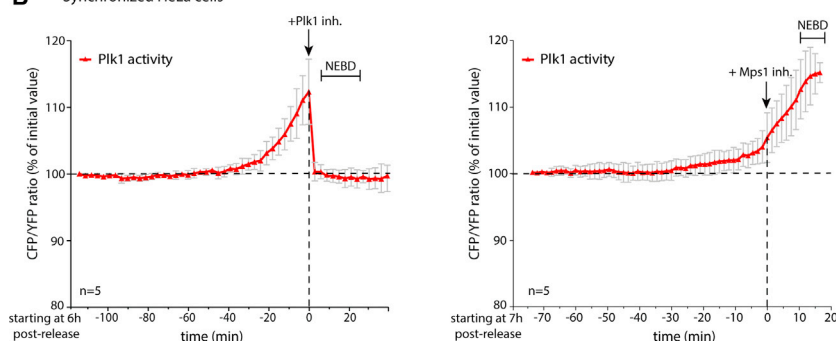 B Synchronized HeLa cells
+Plk1 inh.
120
Plk1 activity
NEBD
110
100
90
80
CFP/YFP ratio (% of initial value)
n=5
starting at 6h
post-release
-100 -80 -60 -40 -20 0 20
time (min)
NEBD
120
Plk1 activity
+ Mps1 inh.
110
100
90
80
CFP/YFP ratio (% of initial value)
n=5
starting at 7h
post-release
-70 -60 -50 -40 -30 -20 -10 0 10 20
time (min)